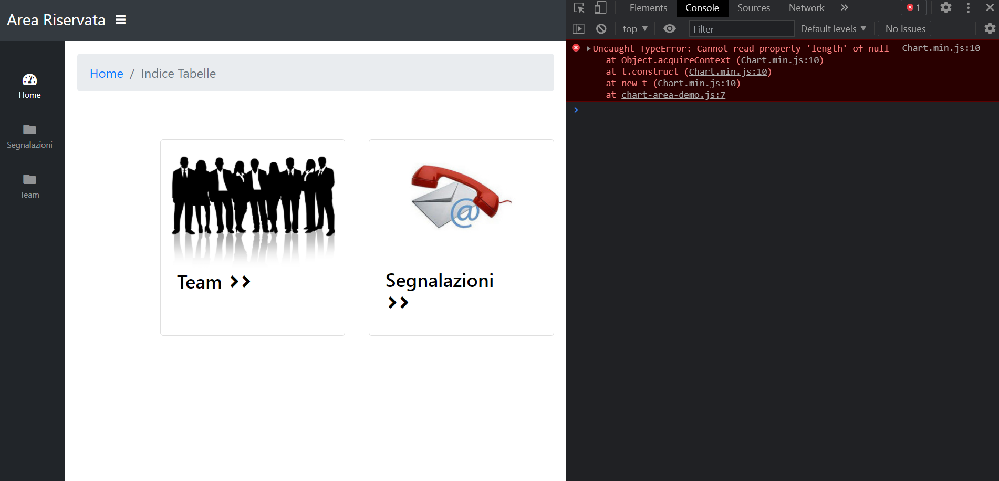 Area Riservata
Home
Segnalazioni
Team
Home / Indice Tabelle
Team
Segnalazioni
Elements Console Sources Network 1
top Filter Default levels No Issues
Uncaught TypeError: Cannot read property 'length' of null Chart.min.js:10
at Object.acquireContext (Chart.min.js:10)
at t.construct (Chart.min.js:10)
at new t (Chart.min.js:10)
at chart-area-demo.js:7